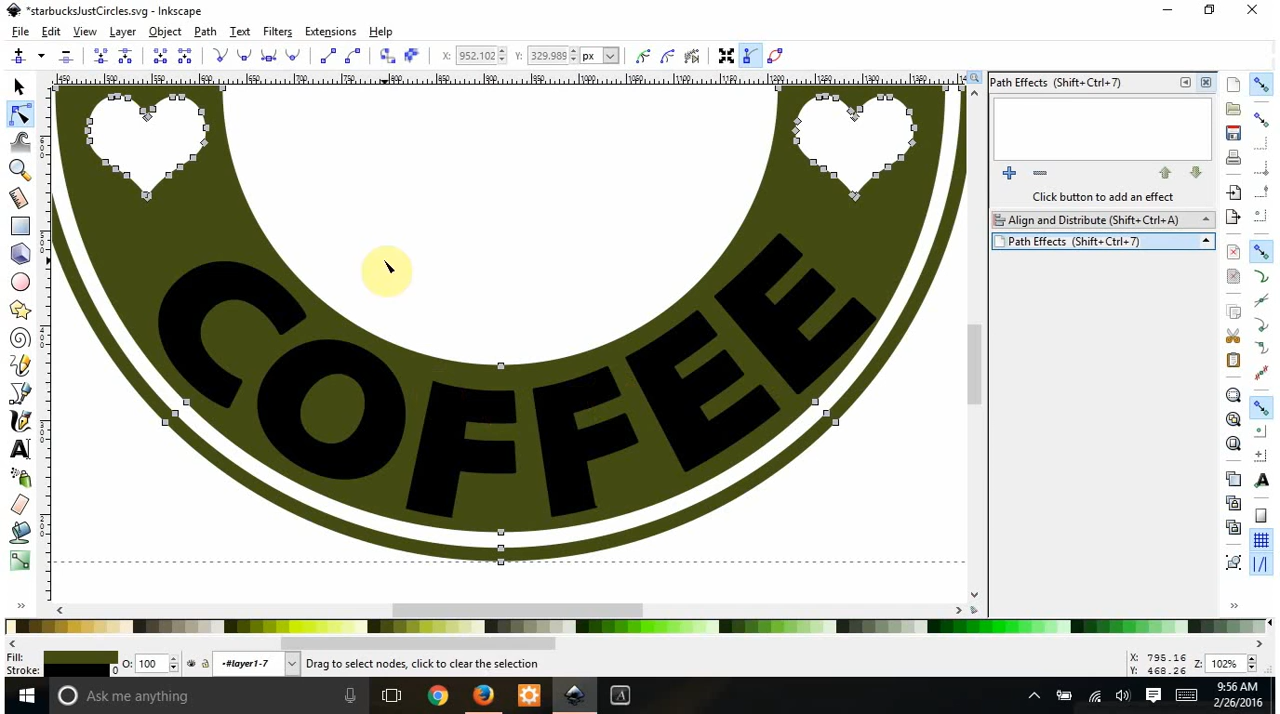 *starbucksJustCircles.svg - Inkscape
File Edit View Layer Object Path Text Filters Extensions Help
X: 952.102 Y: 329.989 px
Path Effects (Shift+Ctrl+7)
Click button to add an effect
Align and Distribute (Shift+Ctrl+A)
Path Effects (Shift+Ctrl+7)
COFFEE
Fill:
Stroke: 0
O: 100
#layer1-7
Drag to select nodes, click to clear the selection
X: 795.16
Y: 468.26
Z: 102%
Ask me anything
A
9:56 AM
2/26/2016